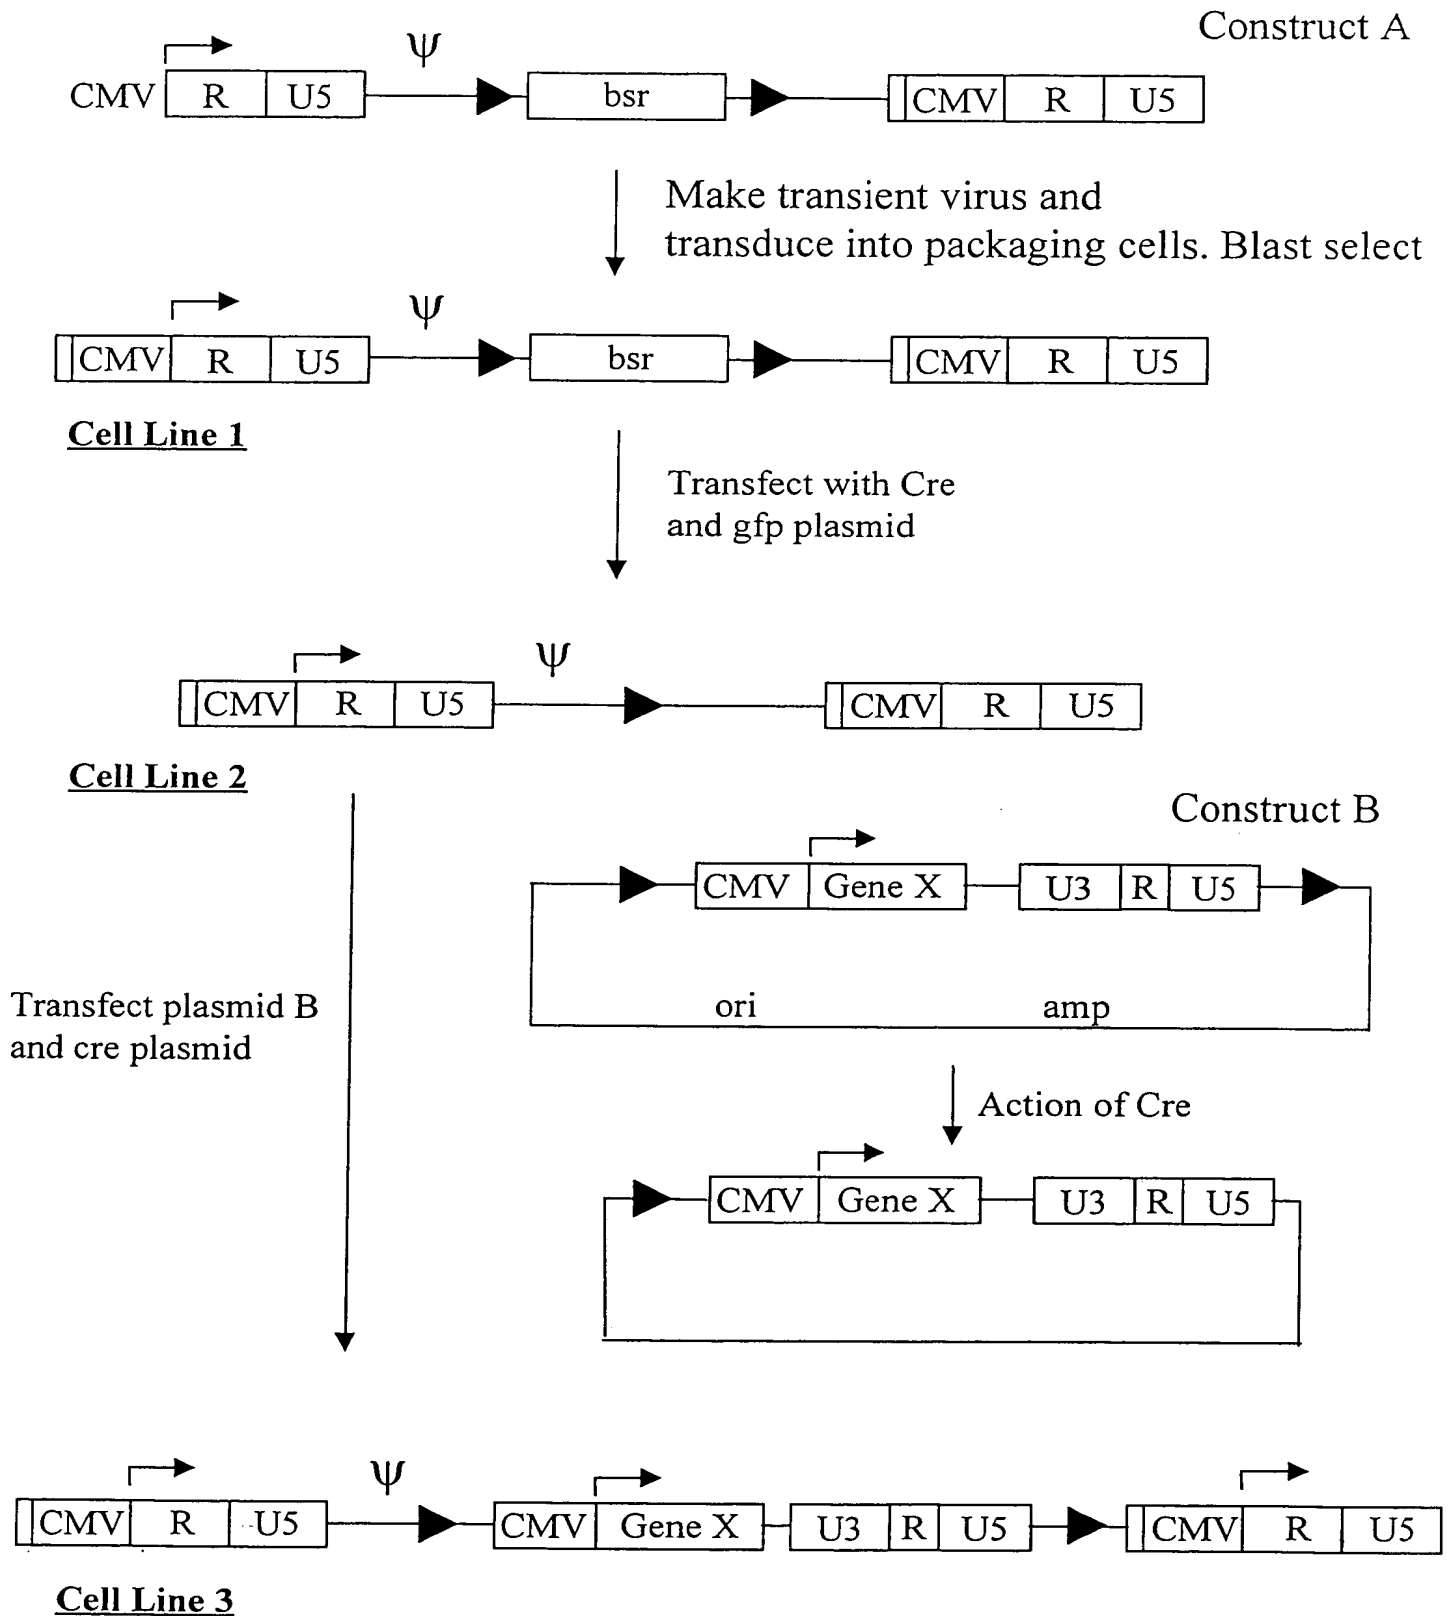 Construct A
ψ
CMV R U5 bsr CMV R U5
Make transient virus and
transduce into packaging cells. Blast select
ψ
CMV R U5 bsr CMV R U5
Cell Line 1
Transfect with Cre
and gfp plasmid
ψ
CMV R U5 CMV R U5
Cell Line 2
Construct B
CMV Gene X U3 R U5
ori amp
Transfect plasmid B
and cre plasmid
Action of Cre
CMV Gene X U3 R U5
ψ
CMV R U5 CMV Gene X U3 R U5 CMV R U5
Cell Line 3